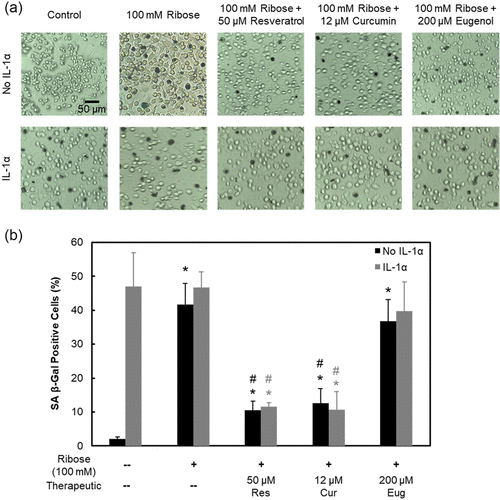 (a)
Control
100 mM Ribose
100 mM Ribose +
50 µM Resveratrol
100 mM Ribose +
12 µM Curcumin
100 mM Ribose +
200 µM Eugenol
No IL-1α
50 µm
IL-1α
(b)
60
50
40
30
20
10
0
SA β-Gal Positive Cells (%)
No IL-1α
IL-1α
*
# #
* *
# #
* *
*
Ribose
(100 mM)
-- + + + +
Therapeutic
-- -- 50 µM 12 µM 200 µM
Res Cur Eug